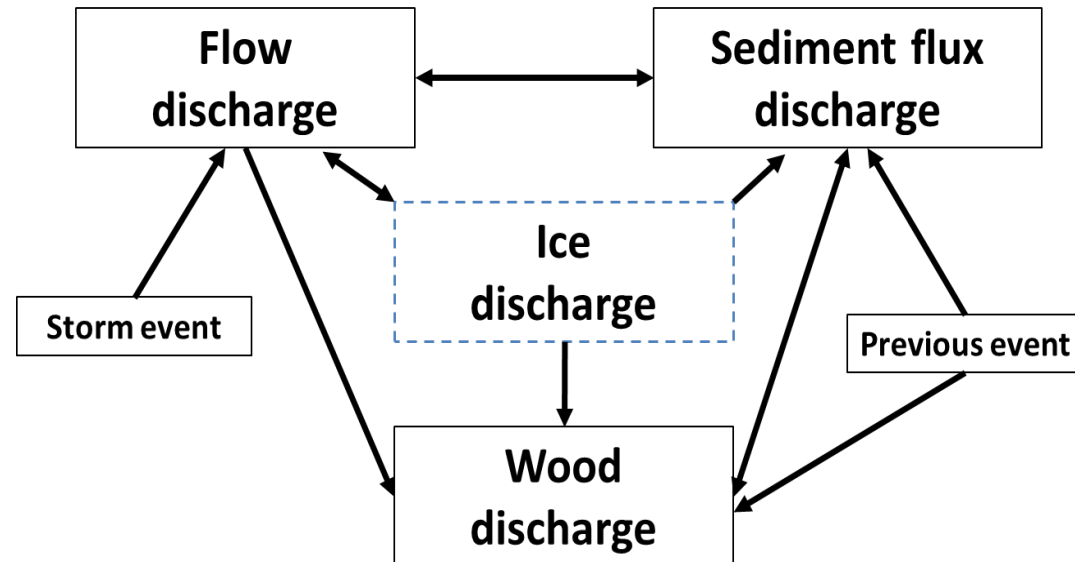 Flow
discharge
Sediment flux
discharge
Ice
discharge
Storm event
Previous event
Wood
discharge